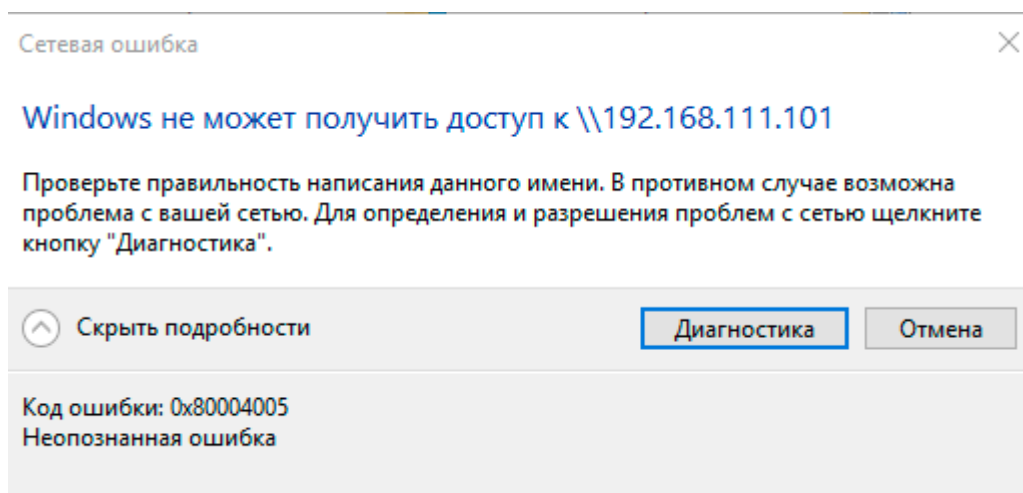 Сетевая ошибка
Windows не может получить доступ к \\192.168.111.101
Проверьте правильность написания данного имени. В противном случае возможна
проблема с вашей сетью. Для определения и разрешения проблем с сетью щелкните
кнопку "Диагностика".
Скрыть подробности
Диагностика
Отмена
Код ошибки: 0x80004005
Неопознанная ошибка